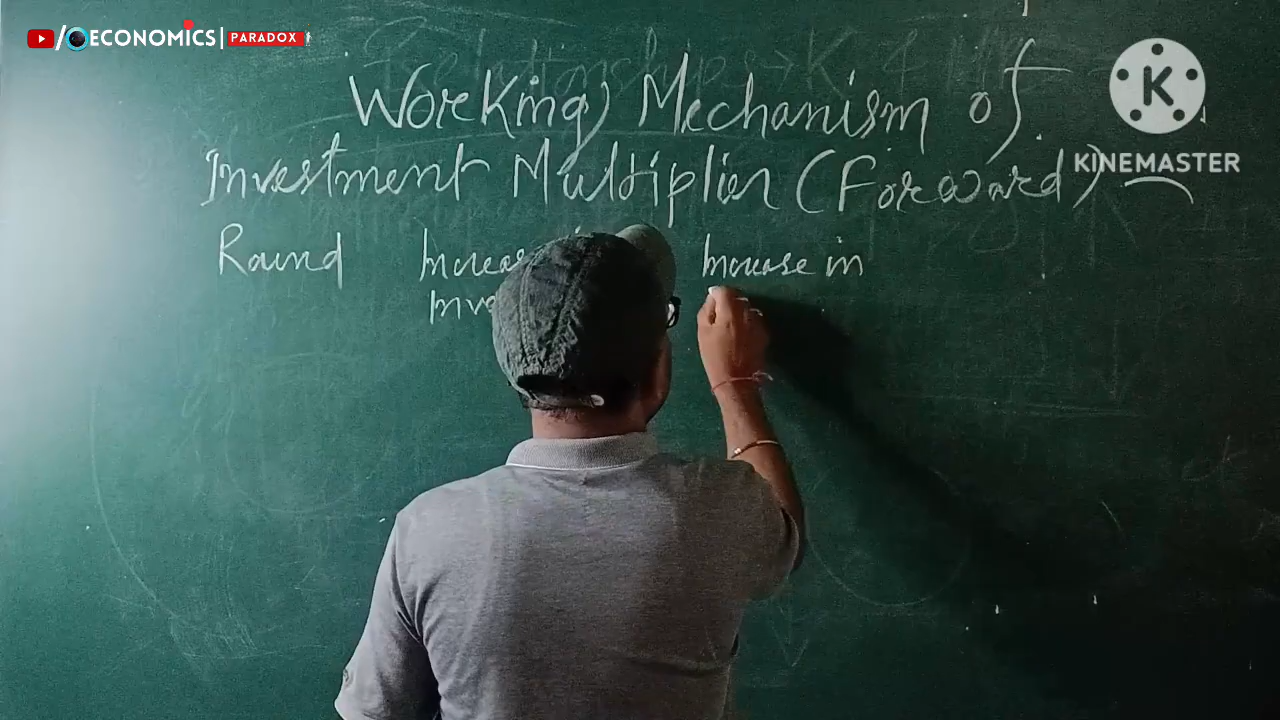 /ECONOMICS|PARADOX
KINEMASTER
Working Mechanism of
Investment Multiplier (Forward)
Round Increase in